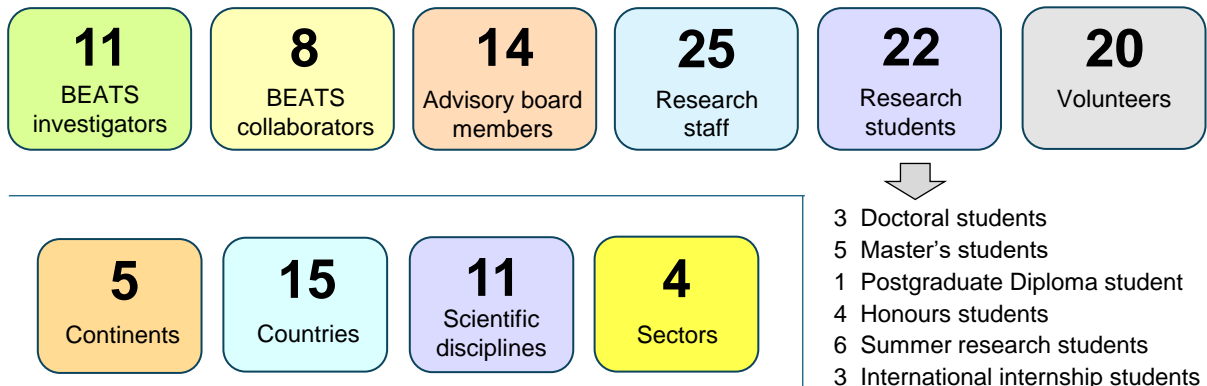 11
BEATS
investigators
8
BEATS
collaborators
14
Advisory board
members
25
Research
staff
22
Research
students
20
Volunteers
3 Doctoral students
5 Master's students
1 Postgraduate Diploma student
4 Honours students
6 Summer research students
3 International internship students
5
Continents
15
Countries
11
Scientific
disciplines
4
Sectors